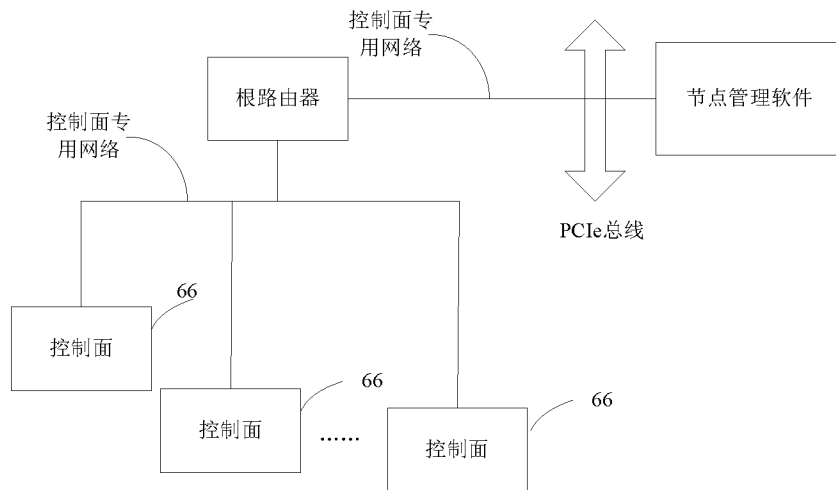 控制面专
用网络
根路由器
节点管理软件
控制面专
用网络
PCIe总线
66
控制面
66
控制面
......
66
控制面